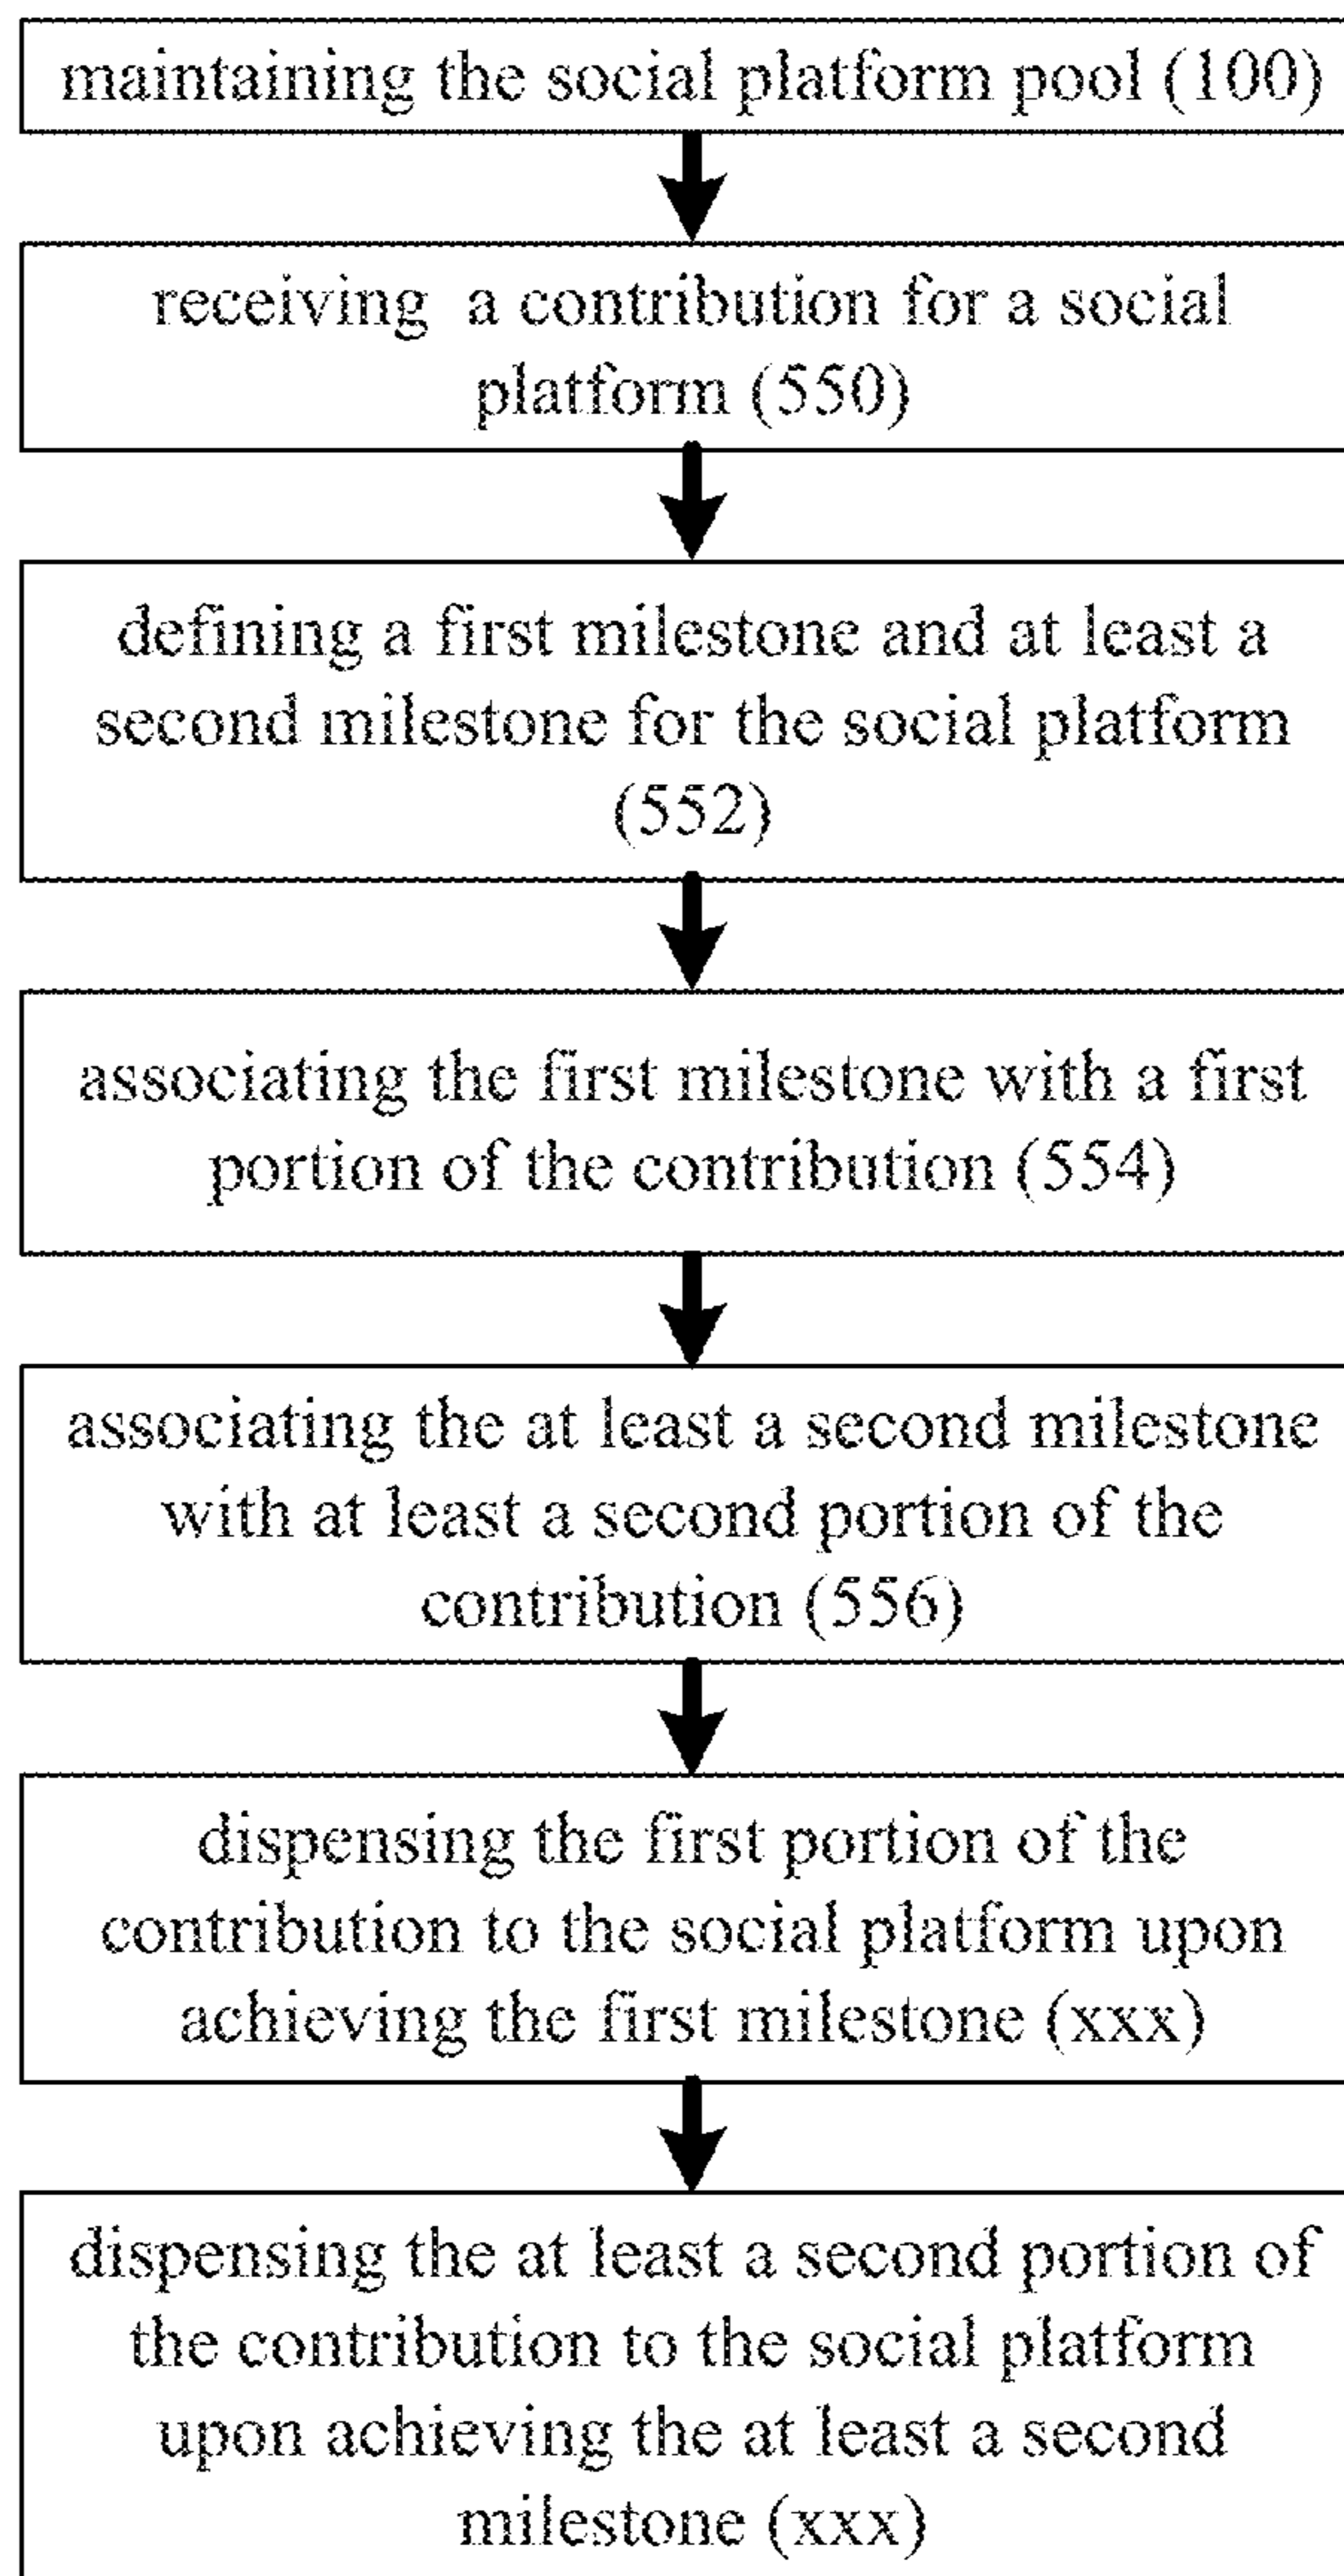 maintaining the social platform pool (100)
receiving a contribution for a social
platform (550)
defining a first milestone and at least a
second milestone for the social platform
(552)
associating the first milestone with a first
portion of the contribution (554)
associating the at least a second milestone
with at least a second portion of the
contribution (556)
dispensing the first portion of the
contribution to the social platform upon
achieving the first milestone (xxx)
dispensing the at least a second portion of
the contribution to the social platform
upon achieving the at least a second
milestone (xxx)